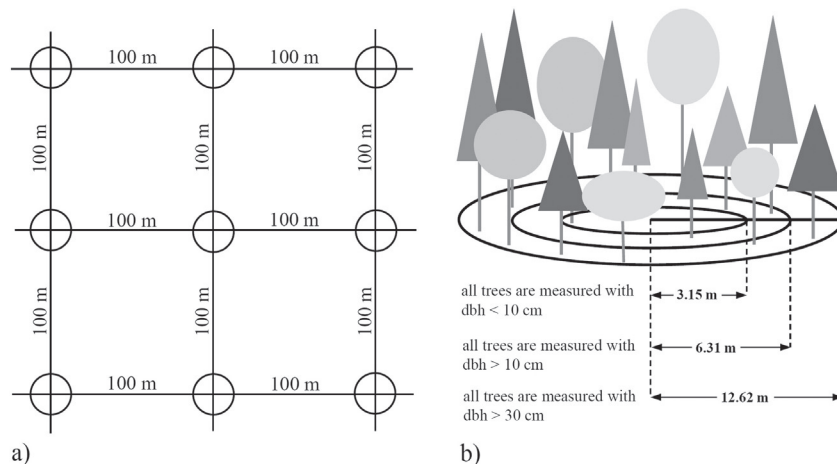 100 m 100 m
100 m 100 m 100 m
100 m 100 m
100 m 100 m 100 m
100 m 100 m
a)
all trees are measured with
dbh < 10 cm
3.15 m
all trees are measured with
dbh > 10 cm
6.31 m
all trees are measured with
dbh > 30 cm
12.62 m
b)